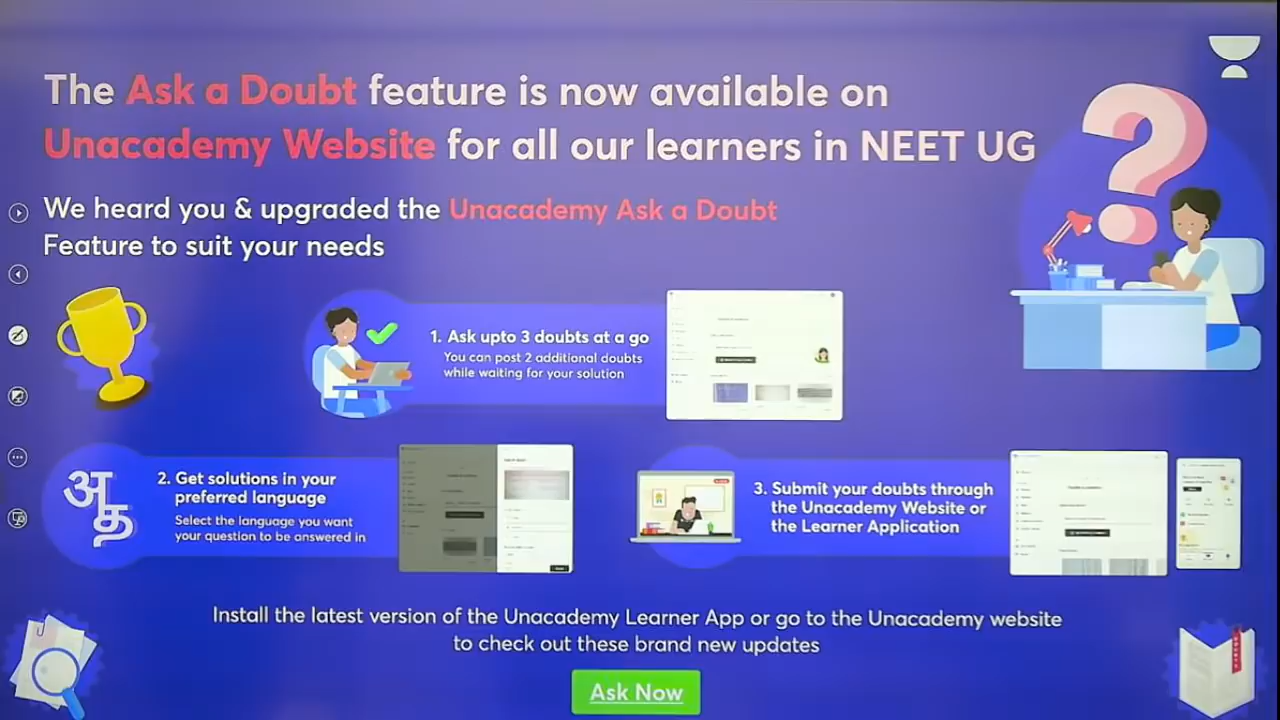 The Ask a Doubt feature is now available on
Unacademy Website for all our learners in NEET UG
We heard you & upgraded the Unacademy Ask a Doubt
Feature to suit your needs
1. Ask upto 3 doubts at a go
You can post 2 additional doubts
while waiting for your solution
अ
त
2. Get solutions in your
preferred language
Select the language you want
your question to be answered in
3. Submit your doubts through
the Unacademy Website or
the Learner Application
Install the latest version of the Unacademy Learner App or go to the Unacademy website
to check out these brand new updates
Ask Now